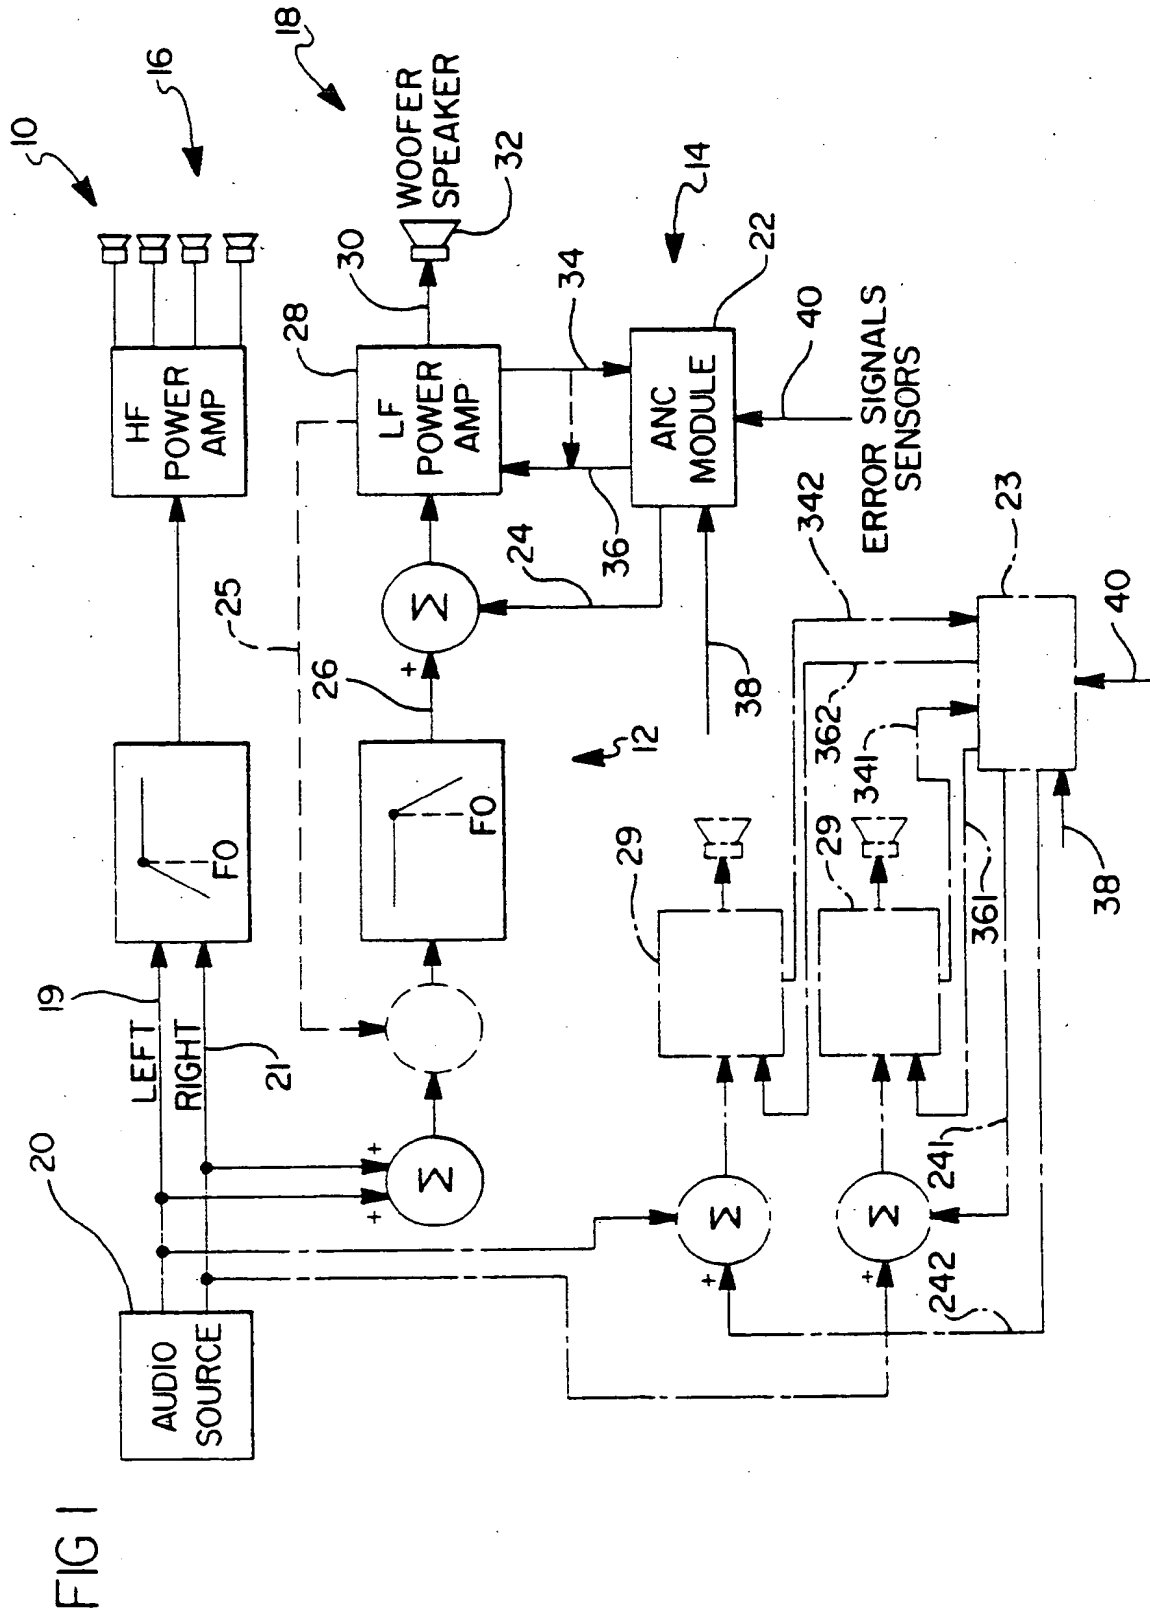 FIG 1
10
16
18
20
AUDIO
SOURCE
19
LEFT
RIGHT
21
FO
HF
POWER
AMP
25
28
30
WOOFER
SPEAKER
32
+
+
Σ
FO
26
+
Σ
LF
POWER
AMP
34
36
24
12
14
22
ANC
MODULE
38
40
ERROR SIGNALS
SENSORS
Σ
+
29
342
362
23
Σ
+
29
341
361
241
242
38
40